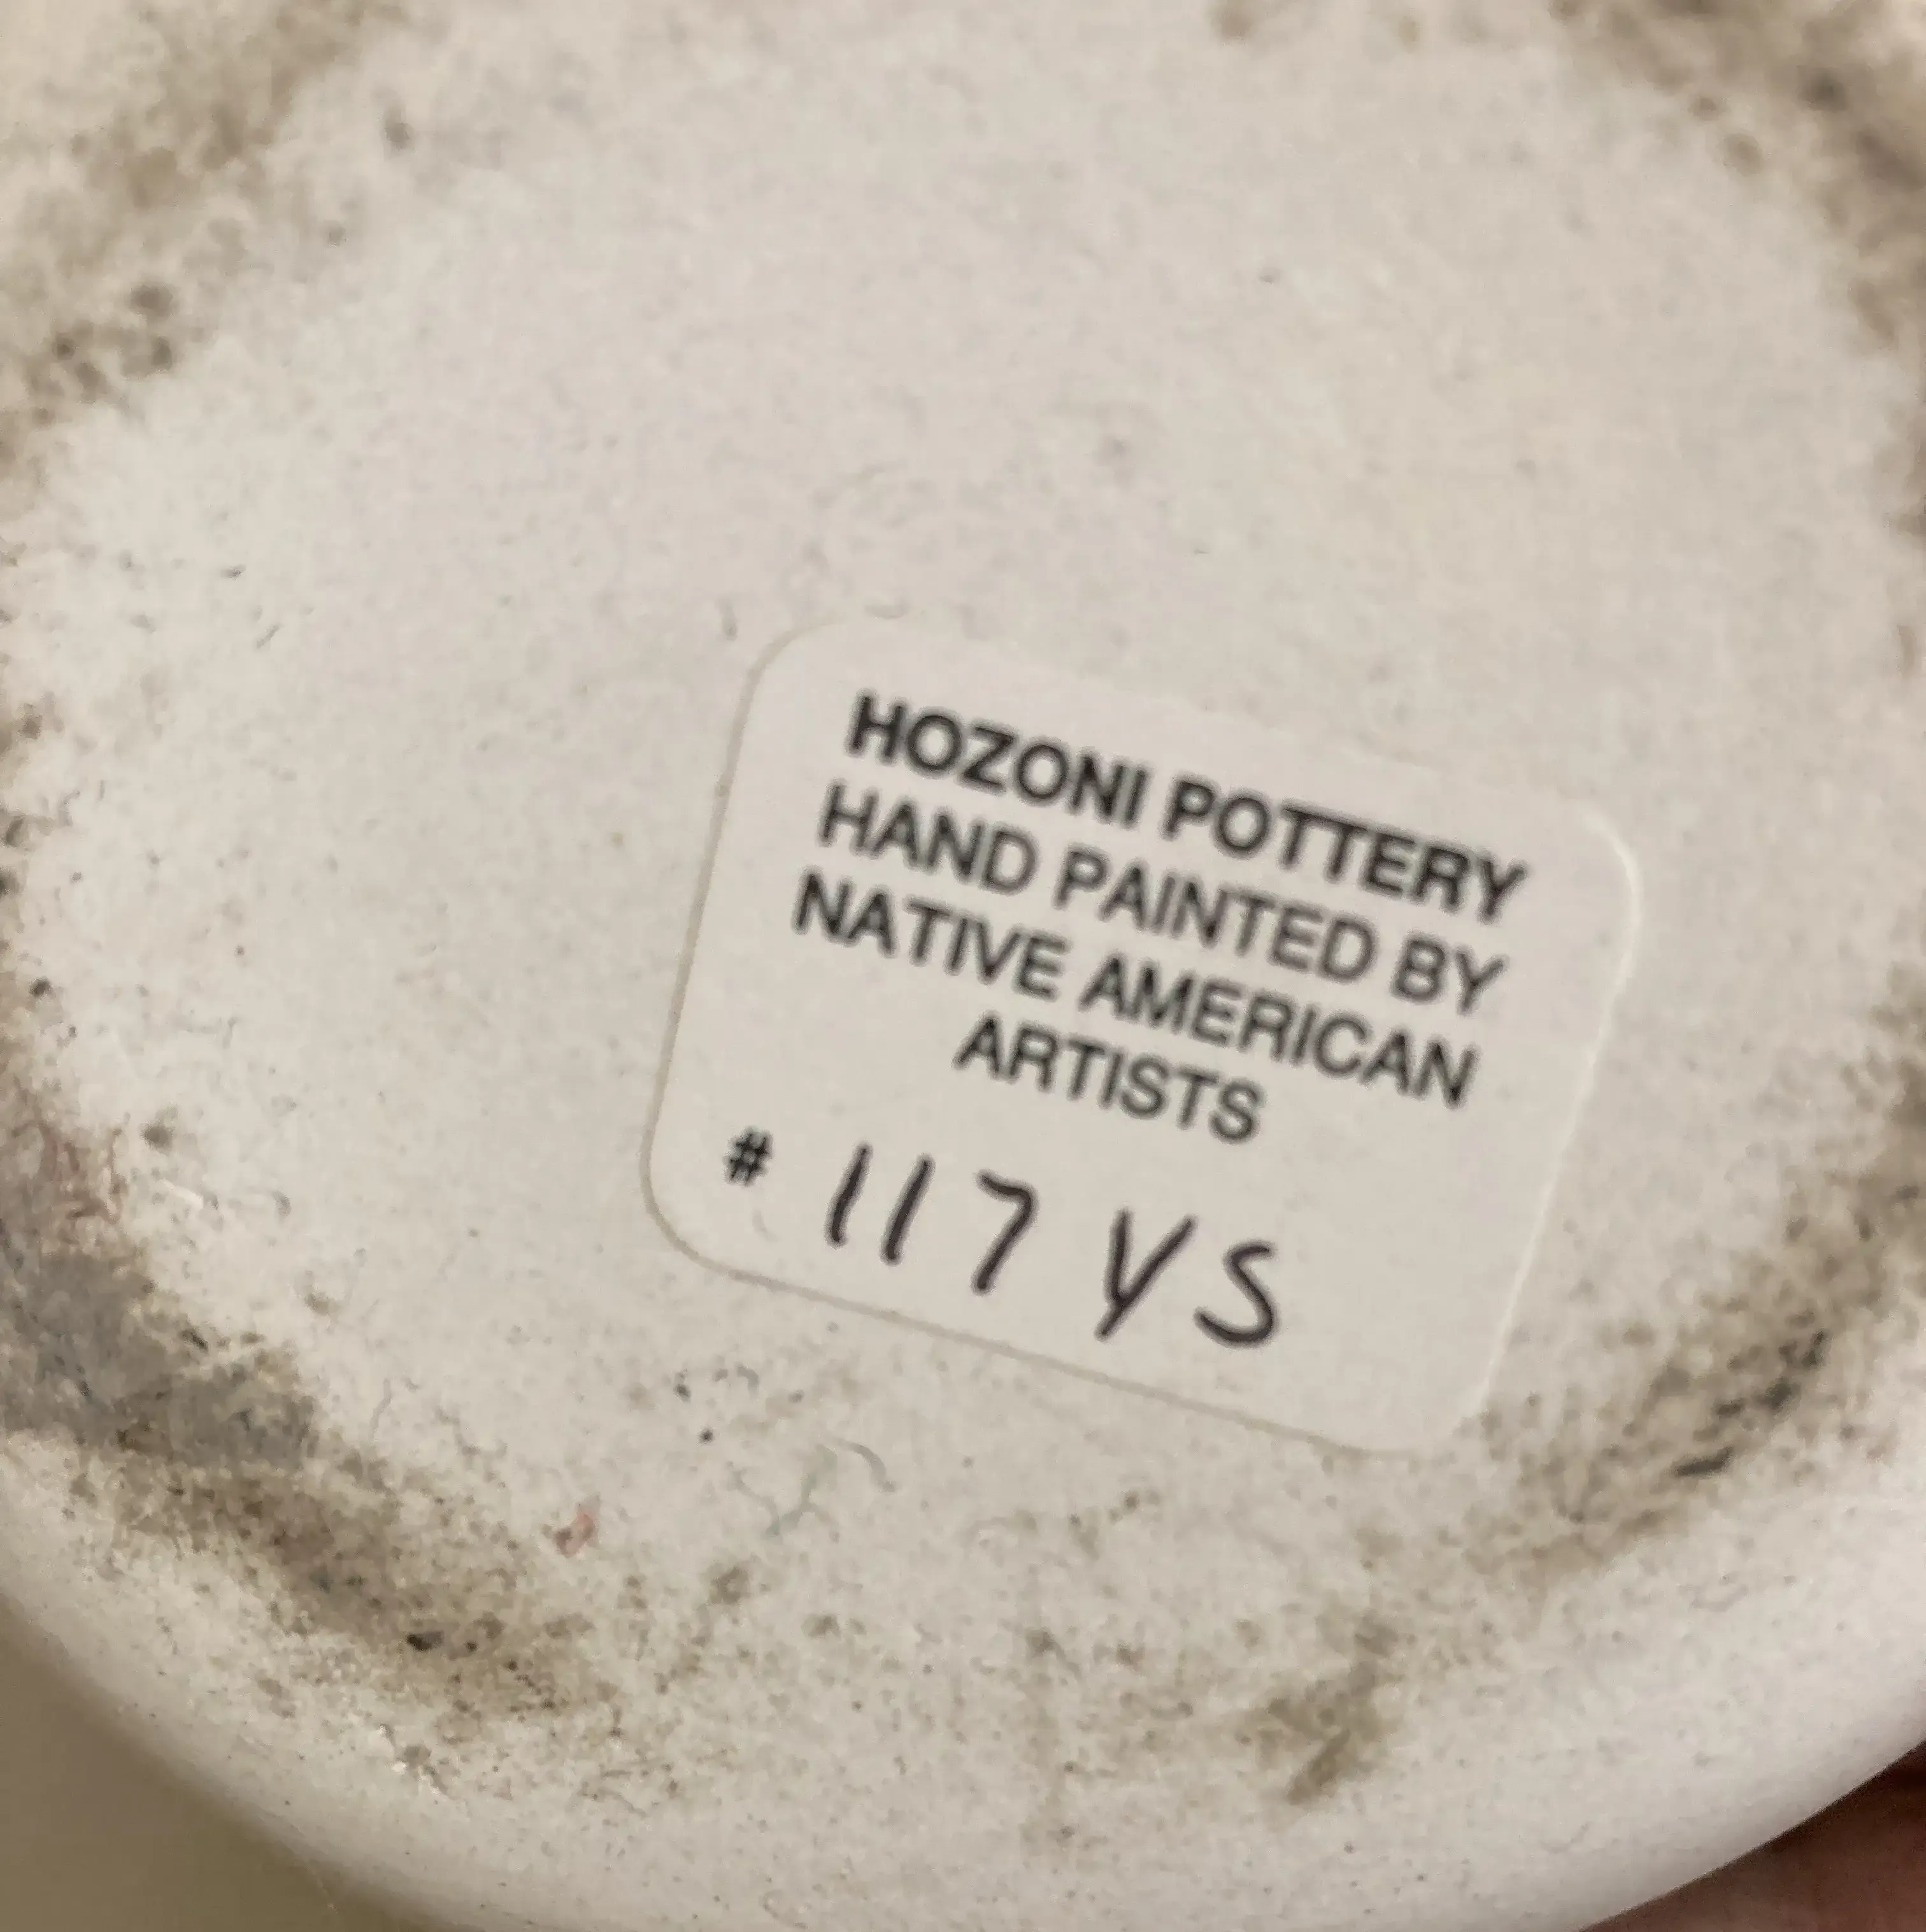 HOZONI POTTERY
HAND PAINTED BY
NATIVE AMERICAN
ARTISTS
# 117 YS